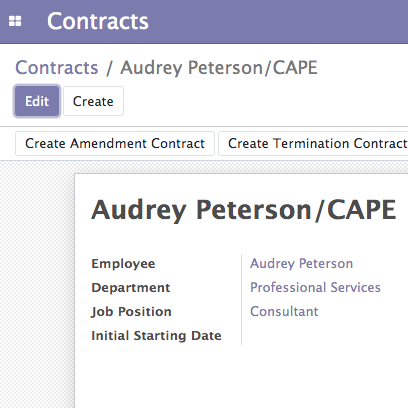 Contracts
Contracts / Audrey Peterson/CAPE
Edit Create
Create Amendment Contract Create Termination Contract
Audrey Peterson/CAPE
Employee Audrey Peterson
Department Professional Services
Job Position Consultant
Initial Starting Date